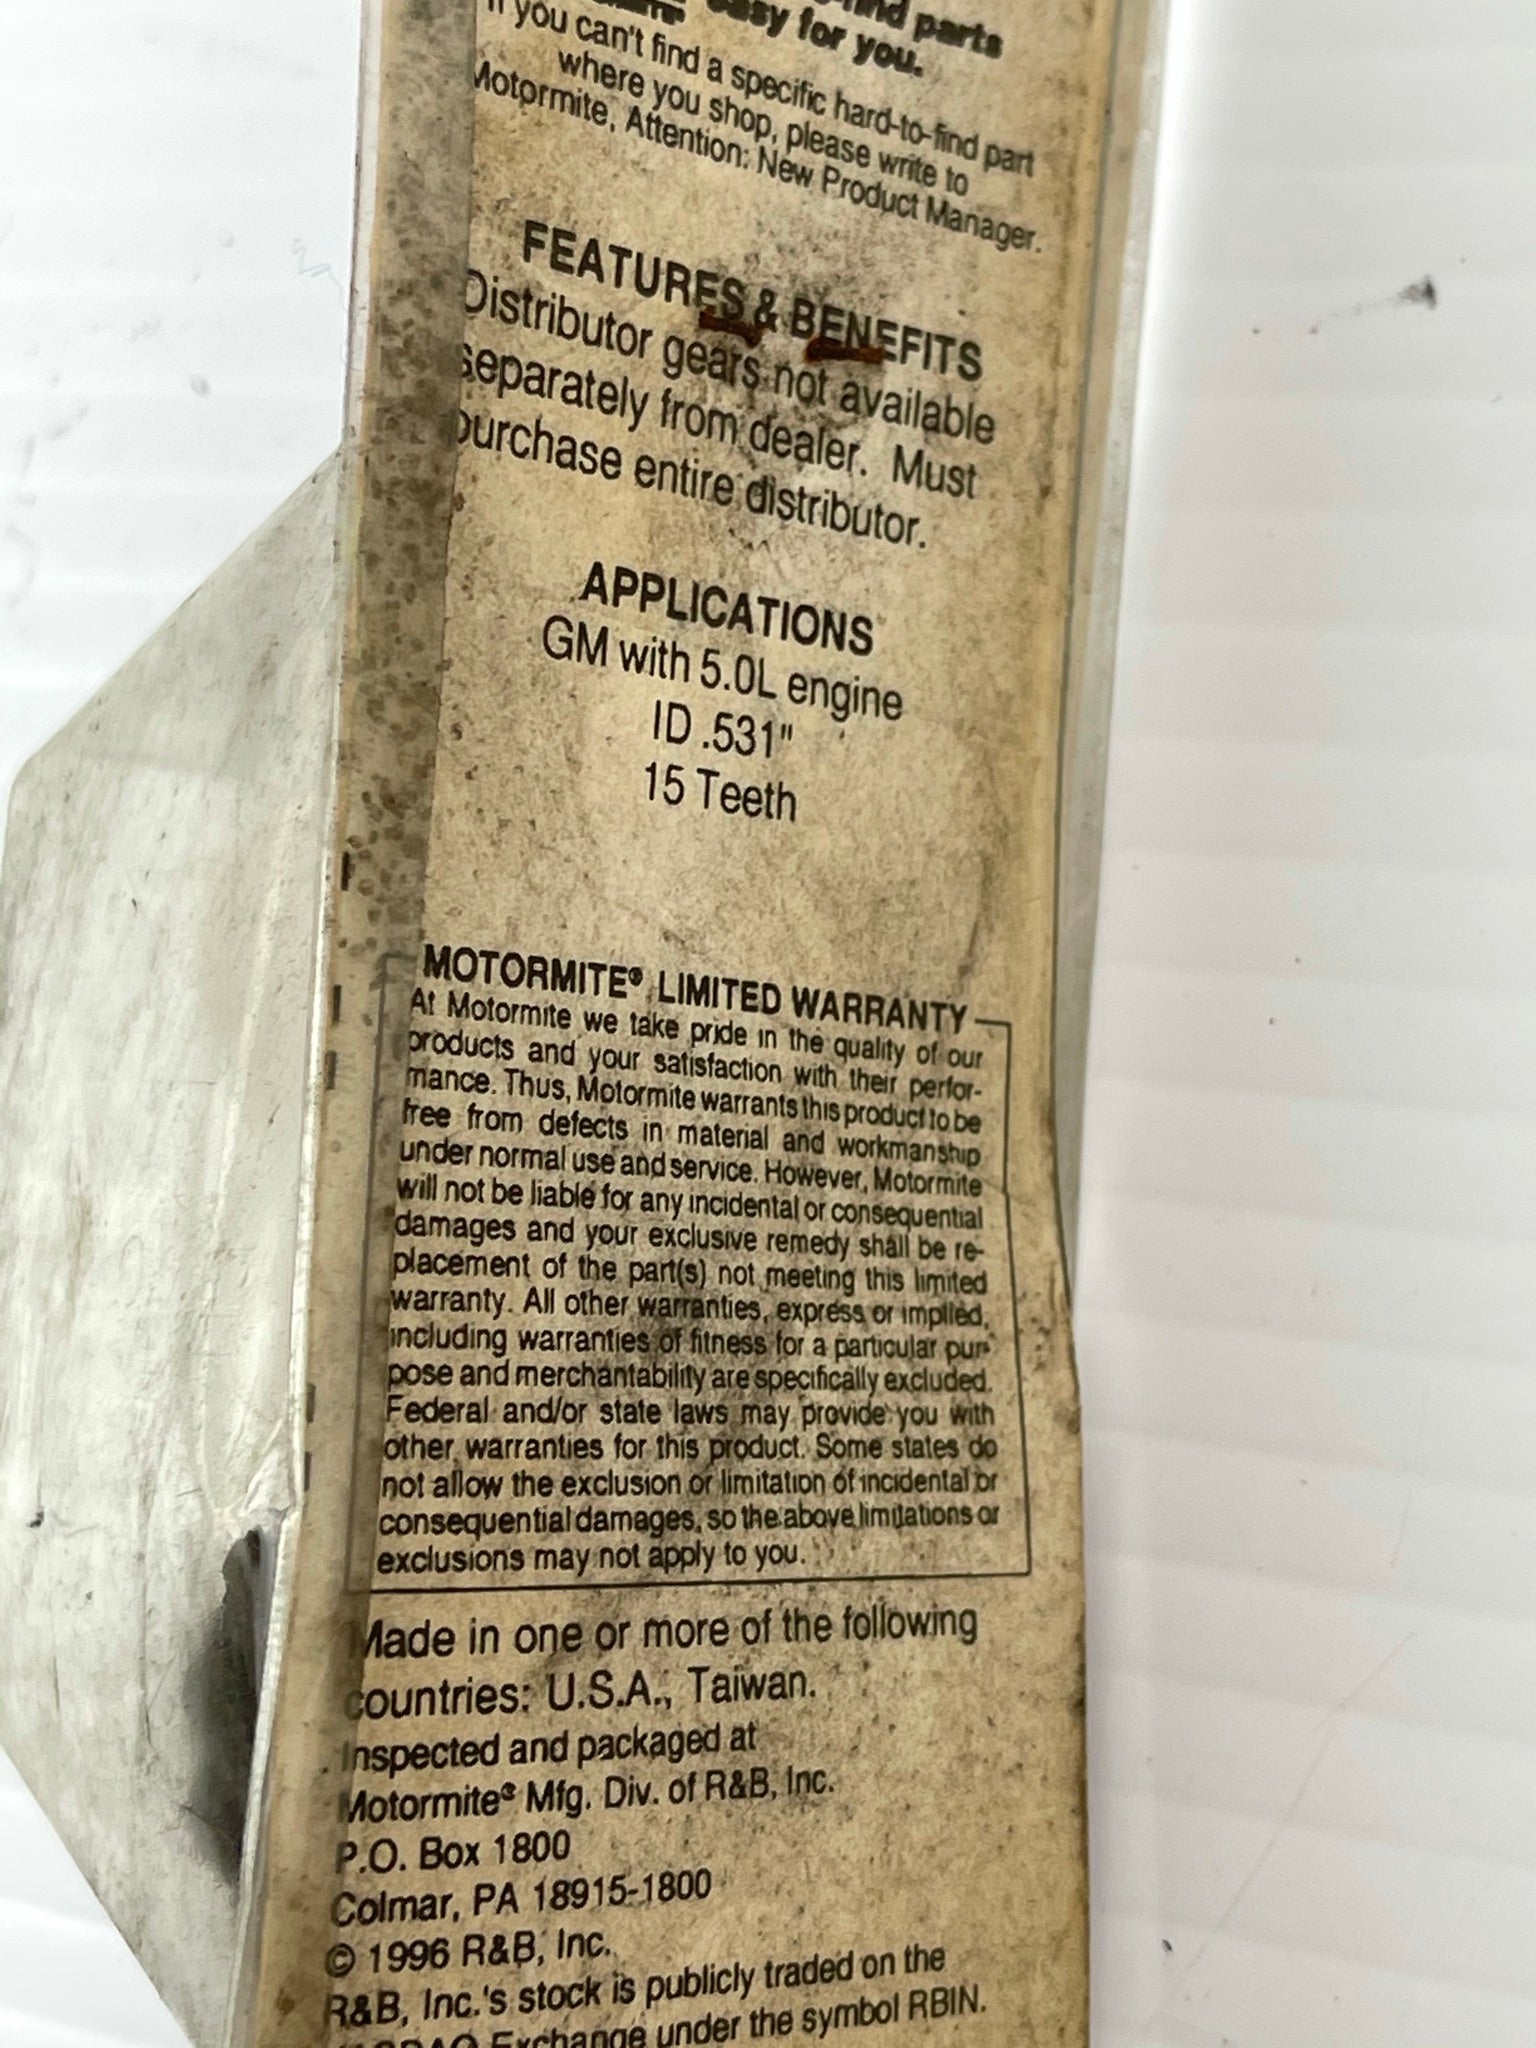 find parts
easy for you.
If you can't find a specific hard-to-find part
where you shop, please write to
Motormite, Attention: New Product Manager.
FEATURES & BENEFITS
Distributor gears not available
separately from dealer. Must
purchase entire distributor.
APPLICATIONS
GM with 5.0L engine
ID .531"
15 Teeth
MOTORMITE® LIMITED WARRANTY
At Motormite we take pride in the quality of our
products and your satisfaction with their perfor-
mance. Thus, Motormite warrants this product to be
free from defects in material and workmanship
under normal use and service. However, Motormite
will not be liable for any incidental or consequential
damages and your exclusive remedy shall be re-
placement of the part(s) not meeting this limited
warranty. All other warranties, express or implied,
including warranties of fitness for a particular pur-
pose and merchantability are specifically excluded.
Federal and/or state laws may provide you with
other warranties for this product. Some states do
not allow the exclusion or limitation of incidental or
consequential damages, so the above limitations or
exclusions may not apply to you.
Made in one or more of the following
countries: U.S.A., Taiwan.
Inspected and packaged at
Motormite® Mfg. Div. of R&B, Inc.
P.O. Box 1800
Colmar, PA 18915-1800
© 1996 R&B, Inc.
R&B, Inc.'s stock is publicly traded on the
NASDAQ Exchange under the symbol RBIN.